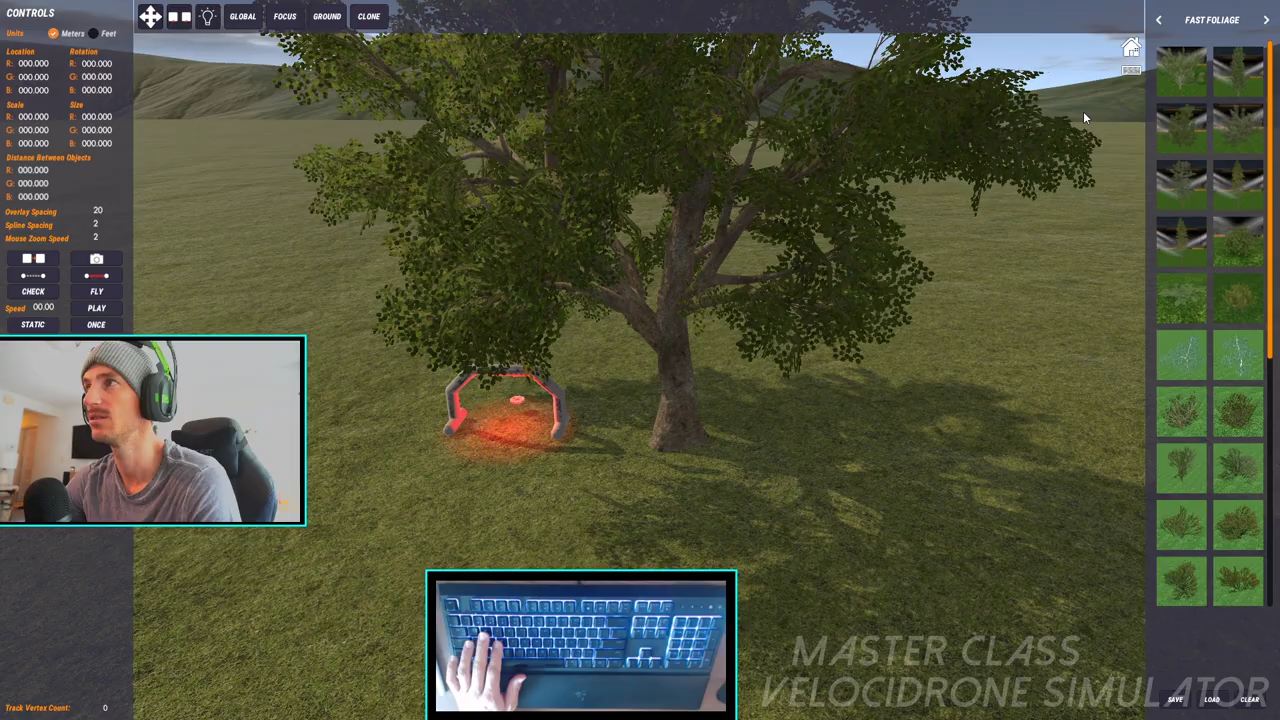 CONTROLS
Units Meters Feet
Location Rotation
R: 000.000 R: 000.000
G: 000.000 G: 000.000
B: 000.000 B: 000.000
Scale Size
R: 000.000 R: 000.000
G: 000.000 G: 000.000
B: 000.000 B: 000.000
Distance Between Objects
R: 000.000
G: 000.000
B: 000.000
Overlay Spacing 20
Spline Spacing 2
Mouse Zoom Speed 2
CHECK FLY
Speed 00.00 PLAY
STATIC ONCE
Track Vertex Count: 0
GLOBAL FOCUS GROUND CLONE
FAST FOLIAGE
MASTER CLASS
VELOCIDRONE SIMULATOR
SAVE LOAD CLEAR